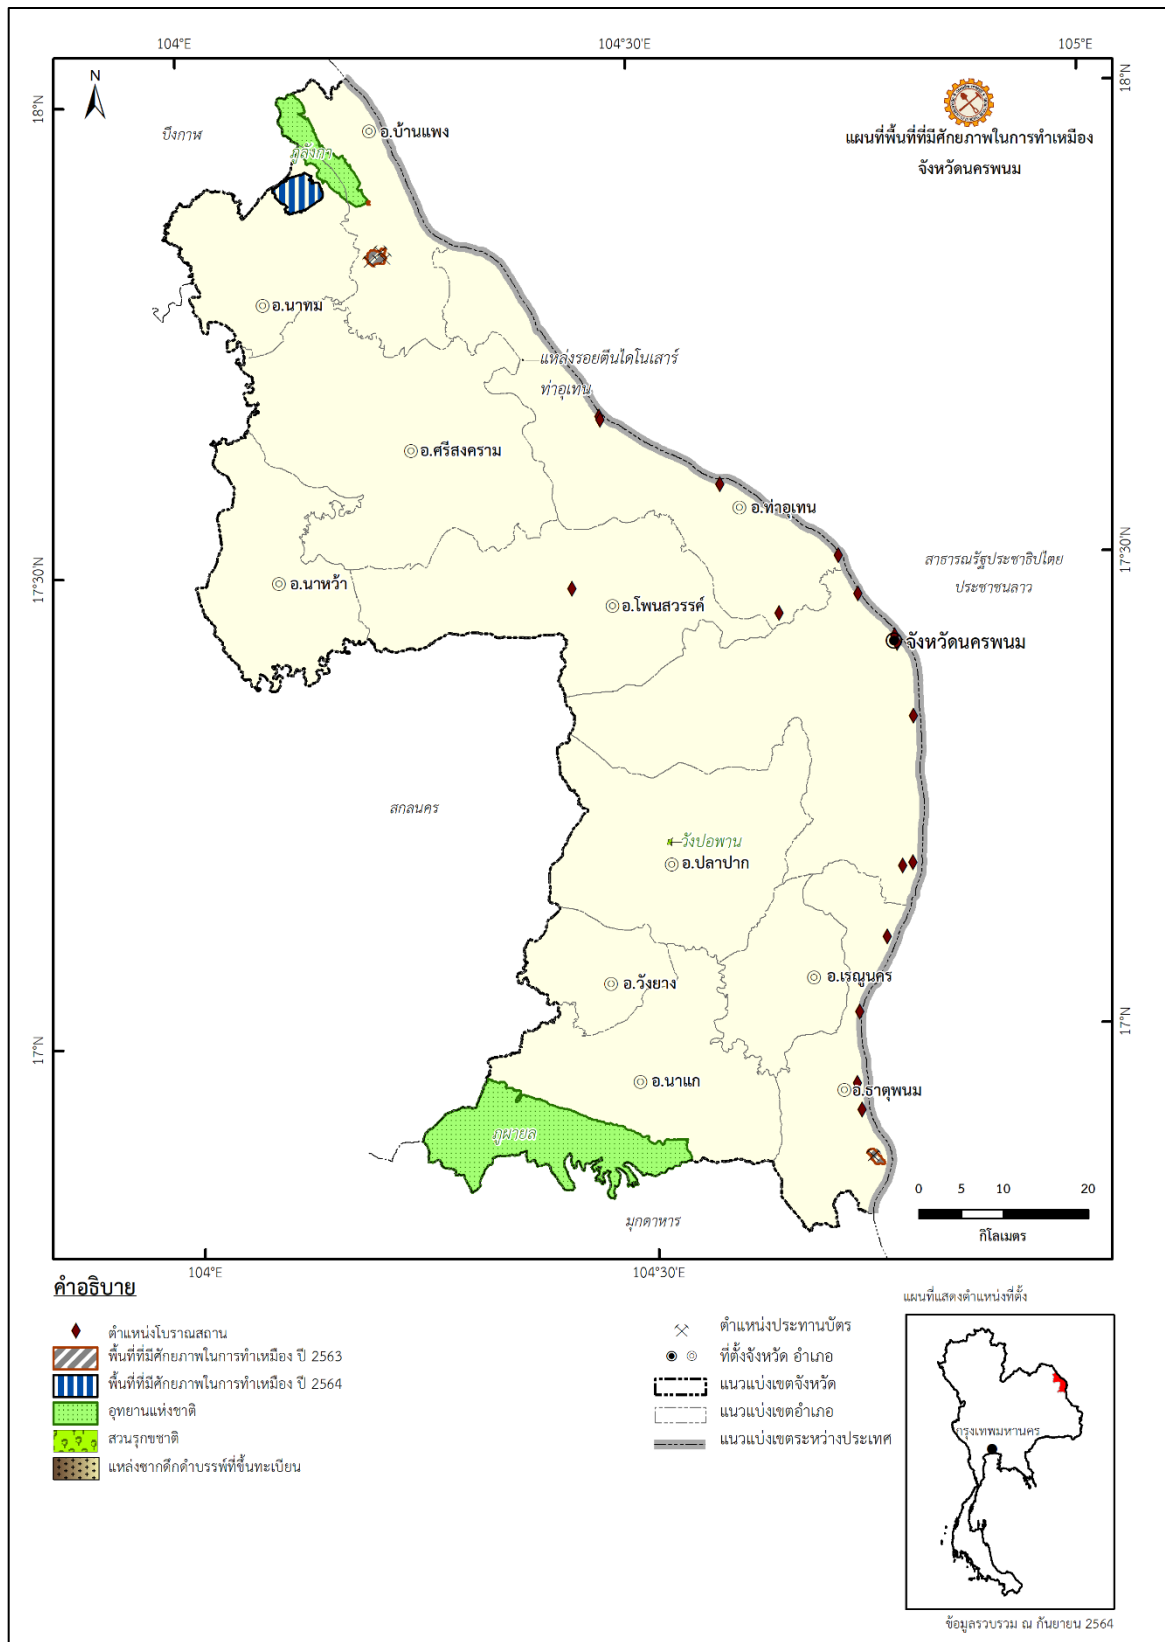 104°E
104°30'E
105°E
N
18°N
18°N
แผนที่พื้นที่ที่มีศักยภาพในการทำเหมือง
จังหวัดนครพนม
บึงกาฬ
อ.บ้านแพง
ภูลังกา
อ.นาทม
แหล่งรอยตีนไดโนเสาร์
ท่าอุเทน
อ.ศรีสงคราม
อ.ท่าอุเทน
17°30'N
17°30'N
สาธารณรัฐประชาธิปไตย
ประชาชนลาว
อ.นาหว้า
อ.โพนสวรรค์
จังหวัดนครพนม
สกลนคร
วังปอพาน
อ.ปลาปาก
อ.วังยาง
อ.เรณูนคร
17°N
17°N
อ.นาแก
อ.ธาตุพนม
ภูผายล
มุกดาหาร
0 5 10 20
กิโลเมตร
104°E
104°30'E
คำอธิบาย
ตำแหน่งโบราณสถาน
พื้นที่ที่มีศักยภาพในการทำเหมือง ปี 2563
พื้นที่ที่มีศักยภาพในการทำเหมือง ปี 2564
อุทยานแห่งชาติ
สวนรุกขชาติ
แหล่งซากดึกดำบรรพ์ที่ขึ้นทะเบียน
ตำแหน่งประทานบัตร
ที่ตั้งจังหวัด อำเภอ
แนวแบ่งเขตจังหวัด
แนวแบ่งเขตอำเภอ
แนวแบ่งเขตระหว่างประเทศ
แผนที่แสดงตำแหน่งที่ตั้ง
กรุงเทพมหานคร
ข้อมูลรวบรวม ณ กันยายน 2564